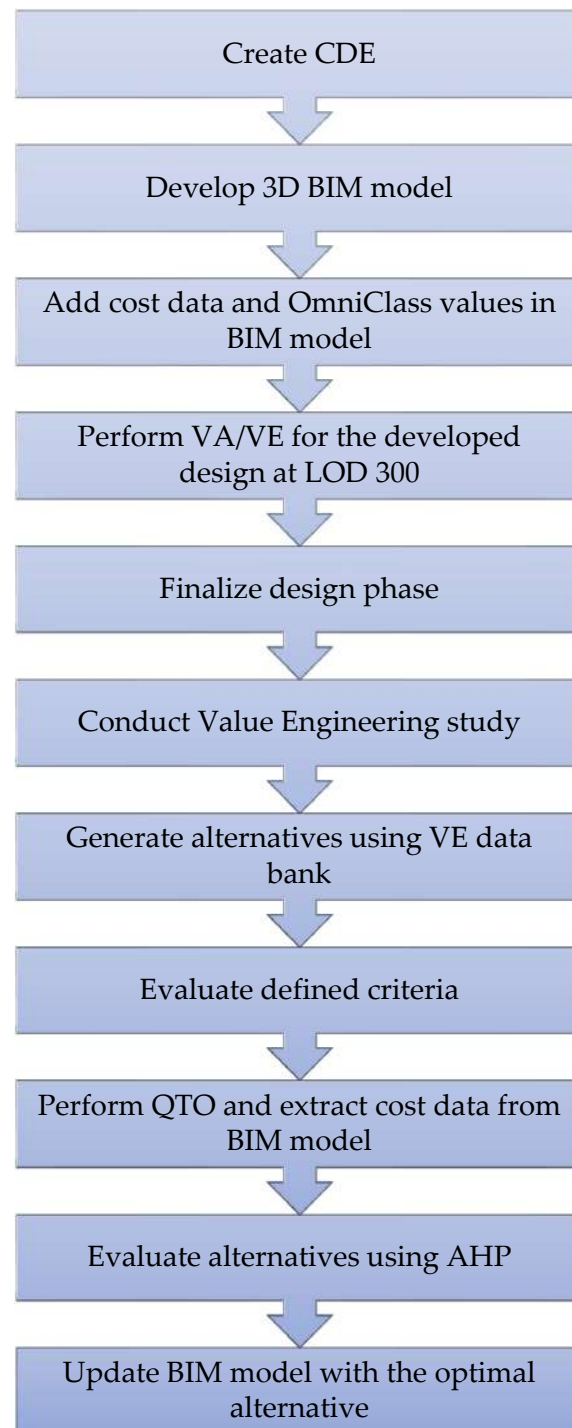 Create CDE
Develop 3D BIM model
Add cost data and OmniClass values in
BIM model
Perform VA/VE for the developed
design at LOD 300
Finalize design phase
Conduct Value Engineering study
Generate alternatives using VE data
bank
Evaluate defined criteria
Perform QTO and extract cost data from
BIM model
Evaluate alternatives using AHP
Update BIM model with the optimal
alternative